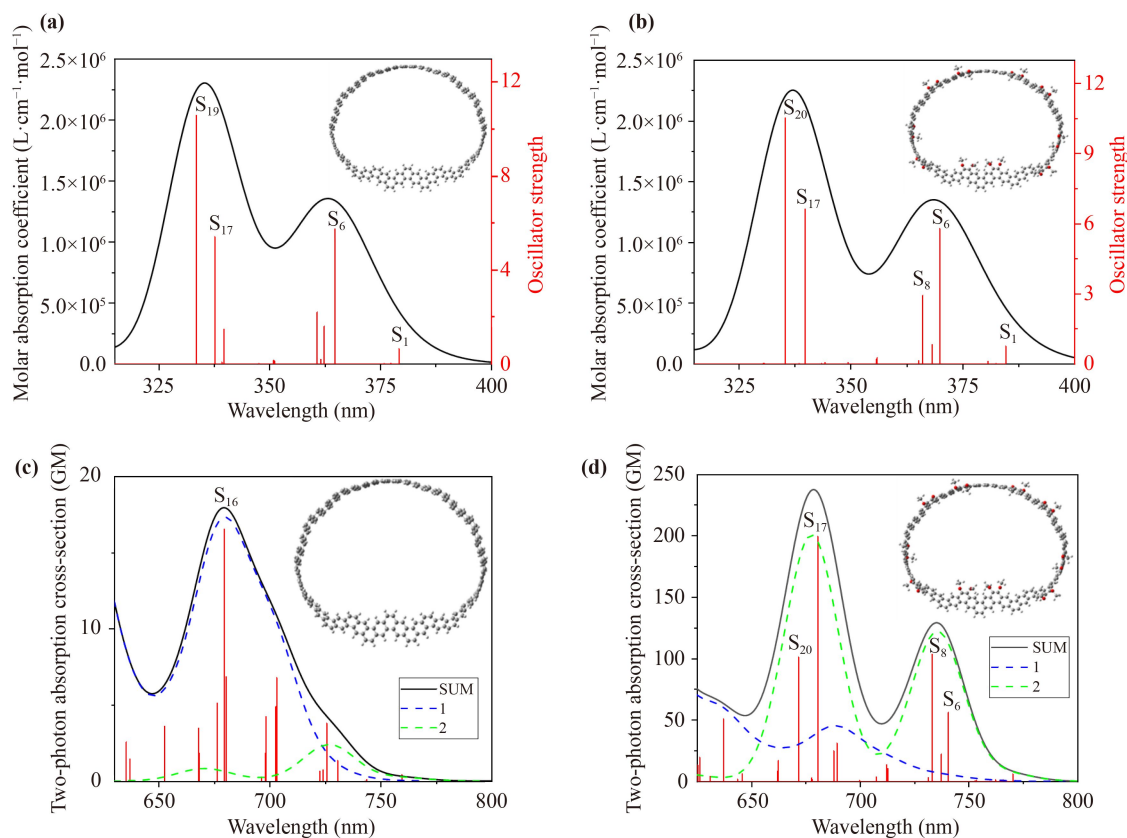 (a)
Molar absorption coefficient (L·cm⁻¹·mol⁻¹)
2.5×10⁶
2.0×10⁶
1.5×10⁶
1.0×10⁶
5.0×10⁵
0.0
S₁₉
S₁₇
S₆
S₁
12
9
6
3
0
Oscillator strength
325
350
375
400
Wavelength (nm)
(b)
Molar absorption coefficient (L·cm⁻¹·mol⁻¹)
2.5×10⁶
2.0×10⁶
1.5×10⁶
1.0×10⁶
5.0×10⁵
0.0
S₂₀
S₁₇
S₈
S₆
S₁
12
9
6
3
0
Oscillator strength
325
350
375
400
Wavelength (nm)
(c)
Two-photon absorption cross-section (GM)
20
10
0
S₁₆
SUM
1
2
650
700
750
800
Wavelength (nm)
(d)
Two-photon absorption cross-section (GM)
250
200
150
100
50
0
S₁₇
S₂₀
S₈
S₆
SUM
1
2
650
700
750
800
Wavelength (nm)